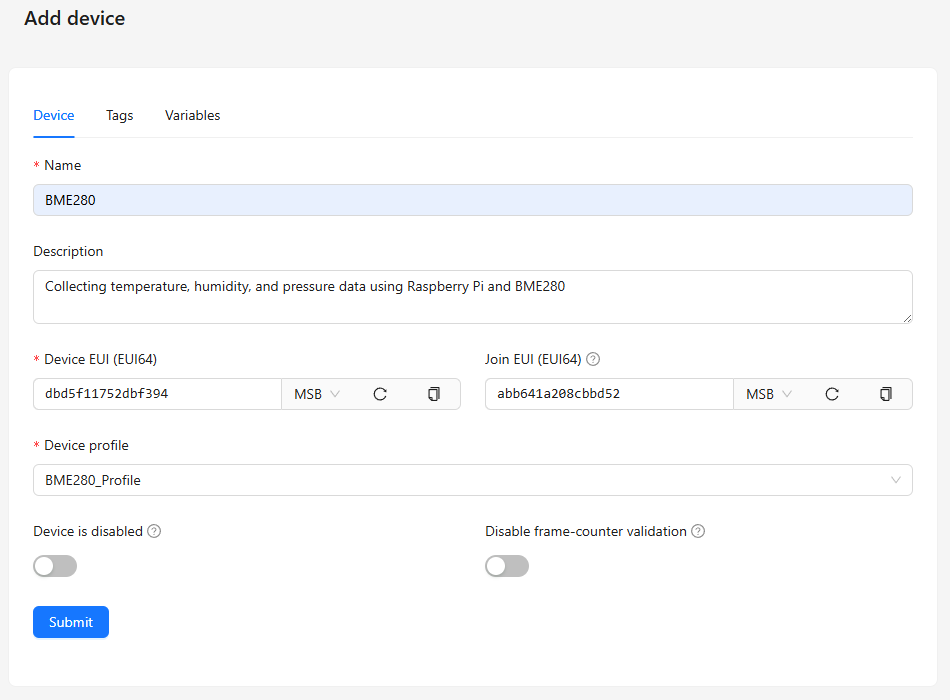 Add device
Device Tags Variables
* Name
BME280
Description
Collecting temperature, humidity, and pressure data using Raspberry Pi and BME280
* Device EUI (EUI64) Join EUI (EUI64) ?
dbd5f11752dbf394 MSB abb641a208cbbd52 MSB
* Device profile
BME280_Profile
Device is disabled ? Disable frame-counter validation ?
Submit